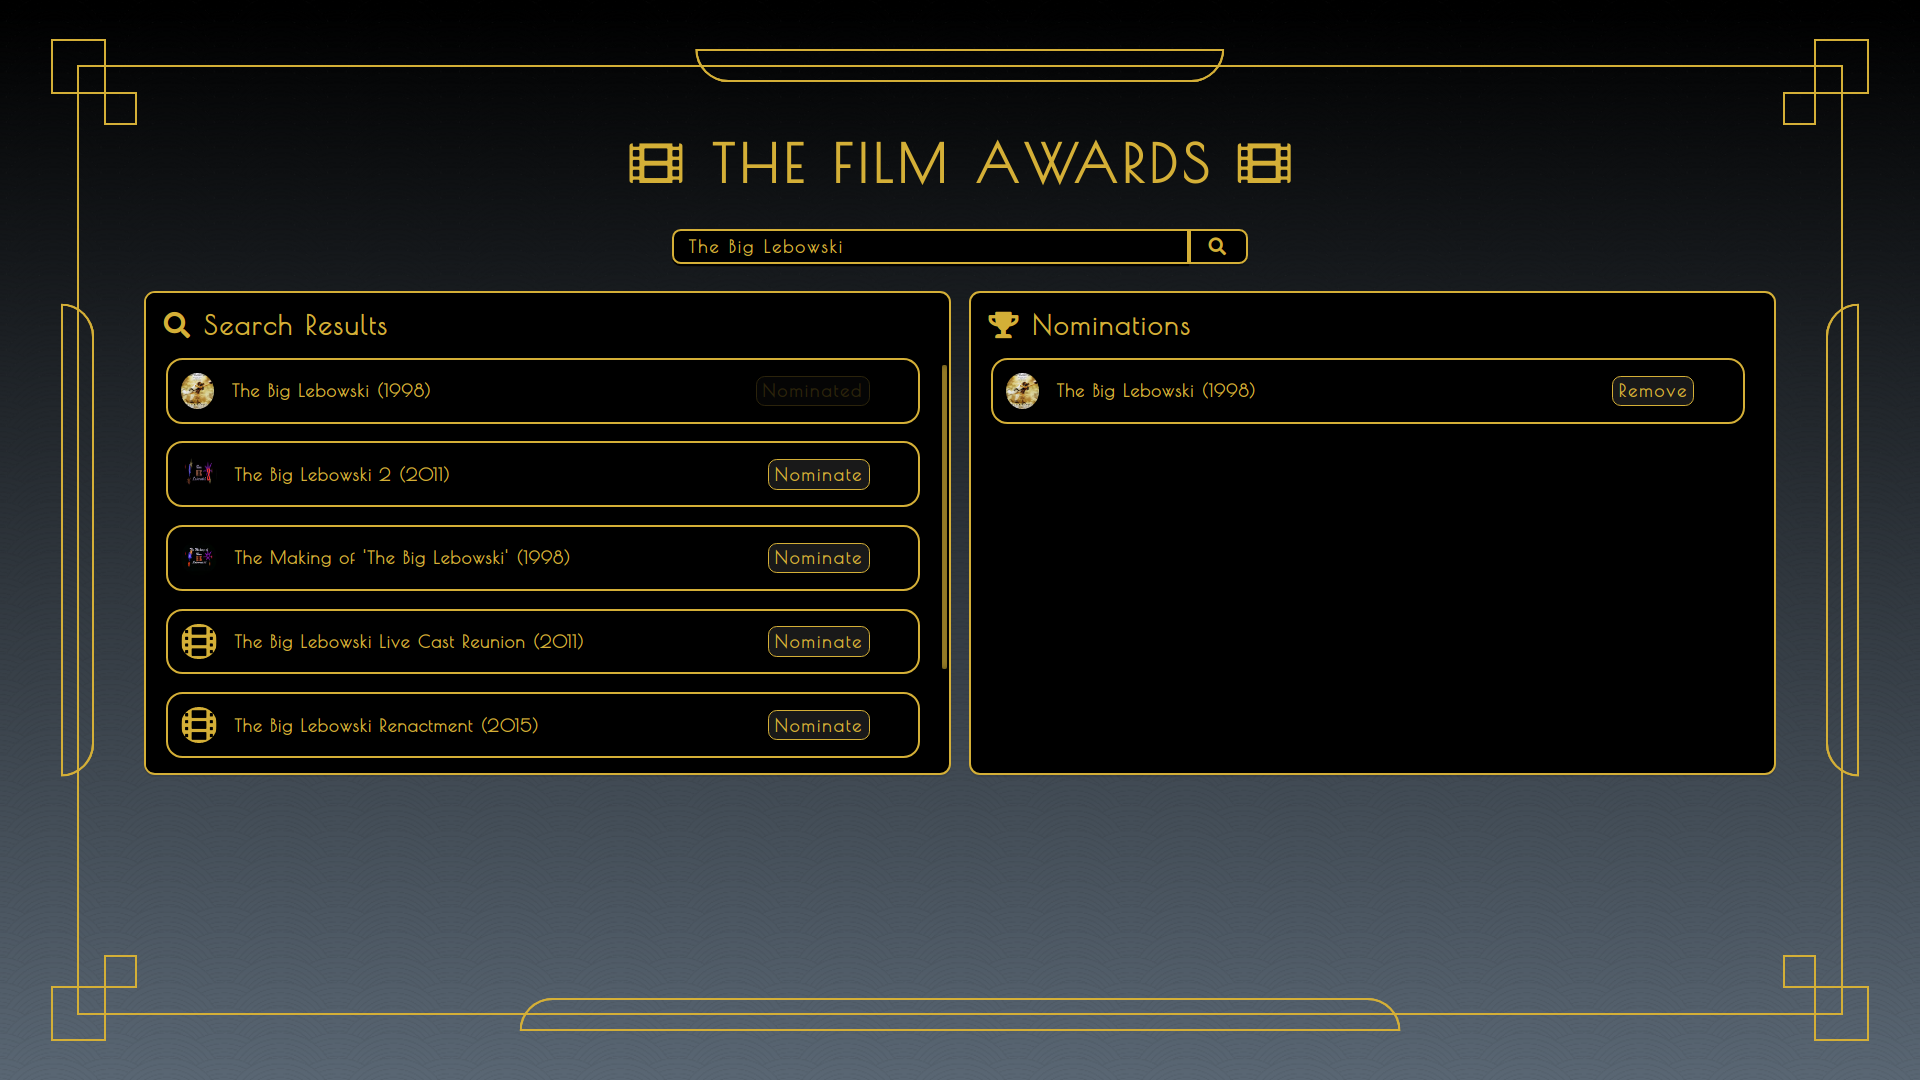 THE FILM AWARDS
The Big Lebowski
Search Results
The Big Lebowski (1998) Nominated
The Big Lebowski 2 (2011) Nominate
The Making of 'The Big Lebowski' (1998) Nominate
The Big Lebowski Live Cast Reunion (2011) Nominate
The Big Lebowski Renactment (2015) Nominate
Nominations
The Big Lebowski (1998) Remove